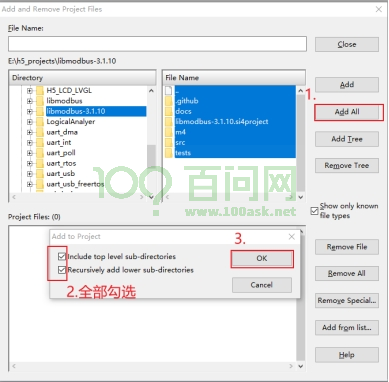 Add and Remove Project Files
File Name:
Close
E:\h5_projects\libmodbus-3.1.10
Directory
H5_LCD_LVGL
libmodbus
libmodbus-3.1.10
LogicalAnalyer
uart_dma
uart_int
uart_poll
uart_rtos
uart_usb
uart_usb_freertos
File Name
..
.github
docs
libmodbus-3.1.10.si4project
m4
src
tests
1.
Add
Add All
Add Tree
Remove Tree
Show only known file types
100 百问网
www.100ask.net
Project Files: (0)
Add to Project
Include top level sub-directories
Recursively add lower sub-directories
3.
OK
Cancel
2.全部勾选
Remove File
Remove All
Remove Special...
Add from list...
Help